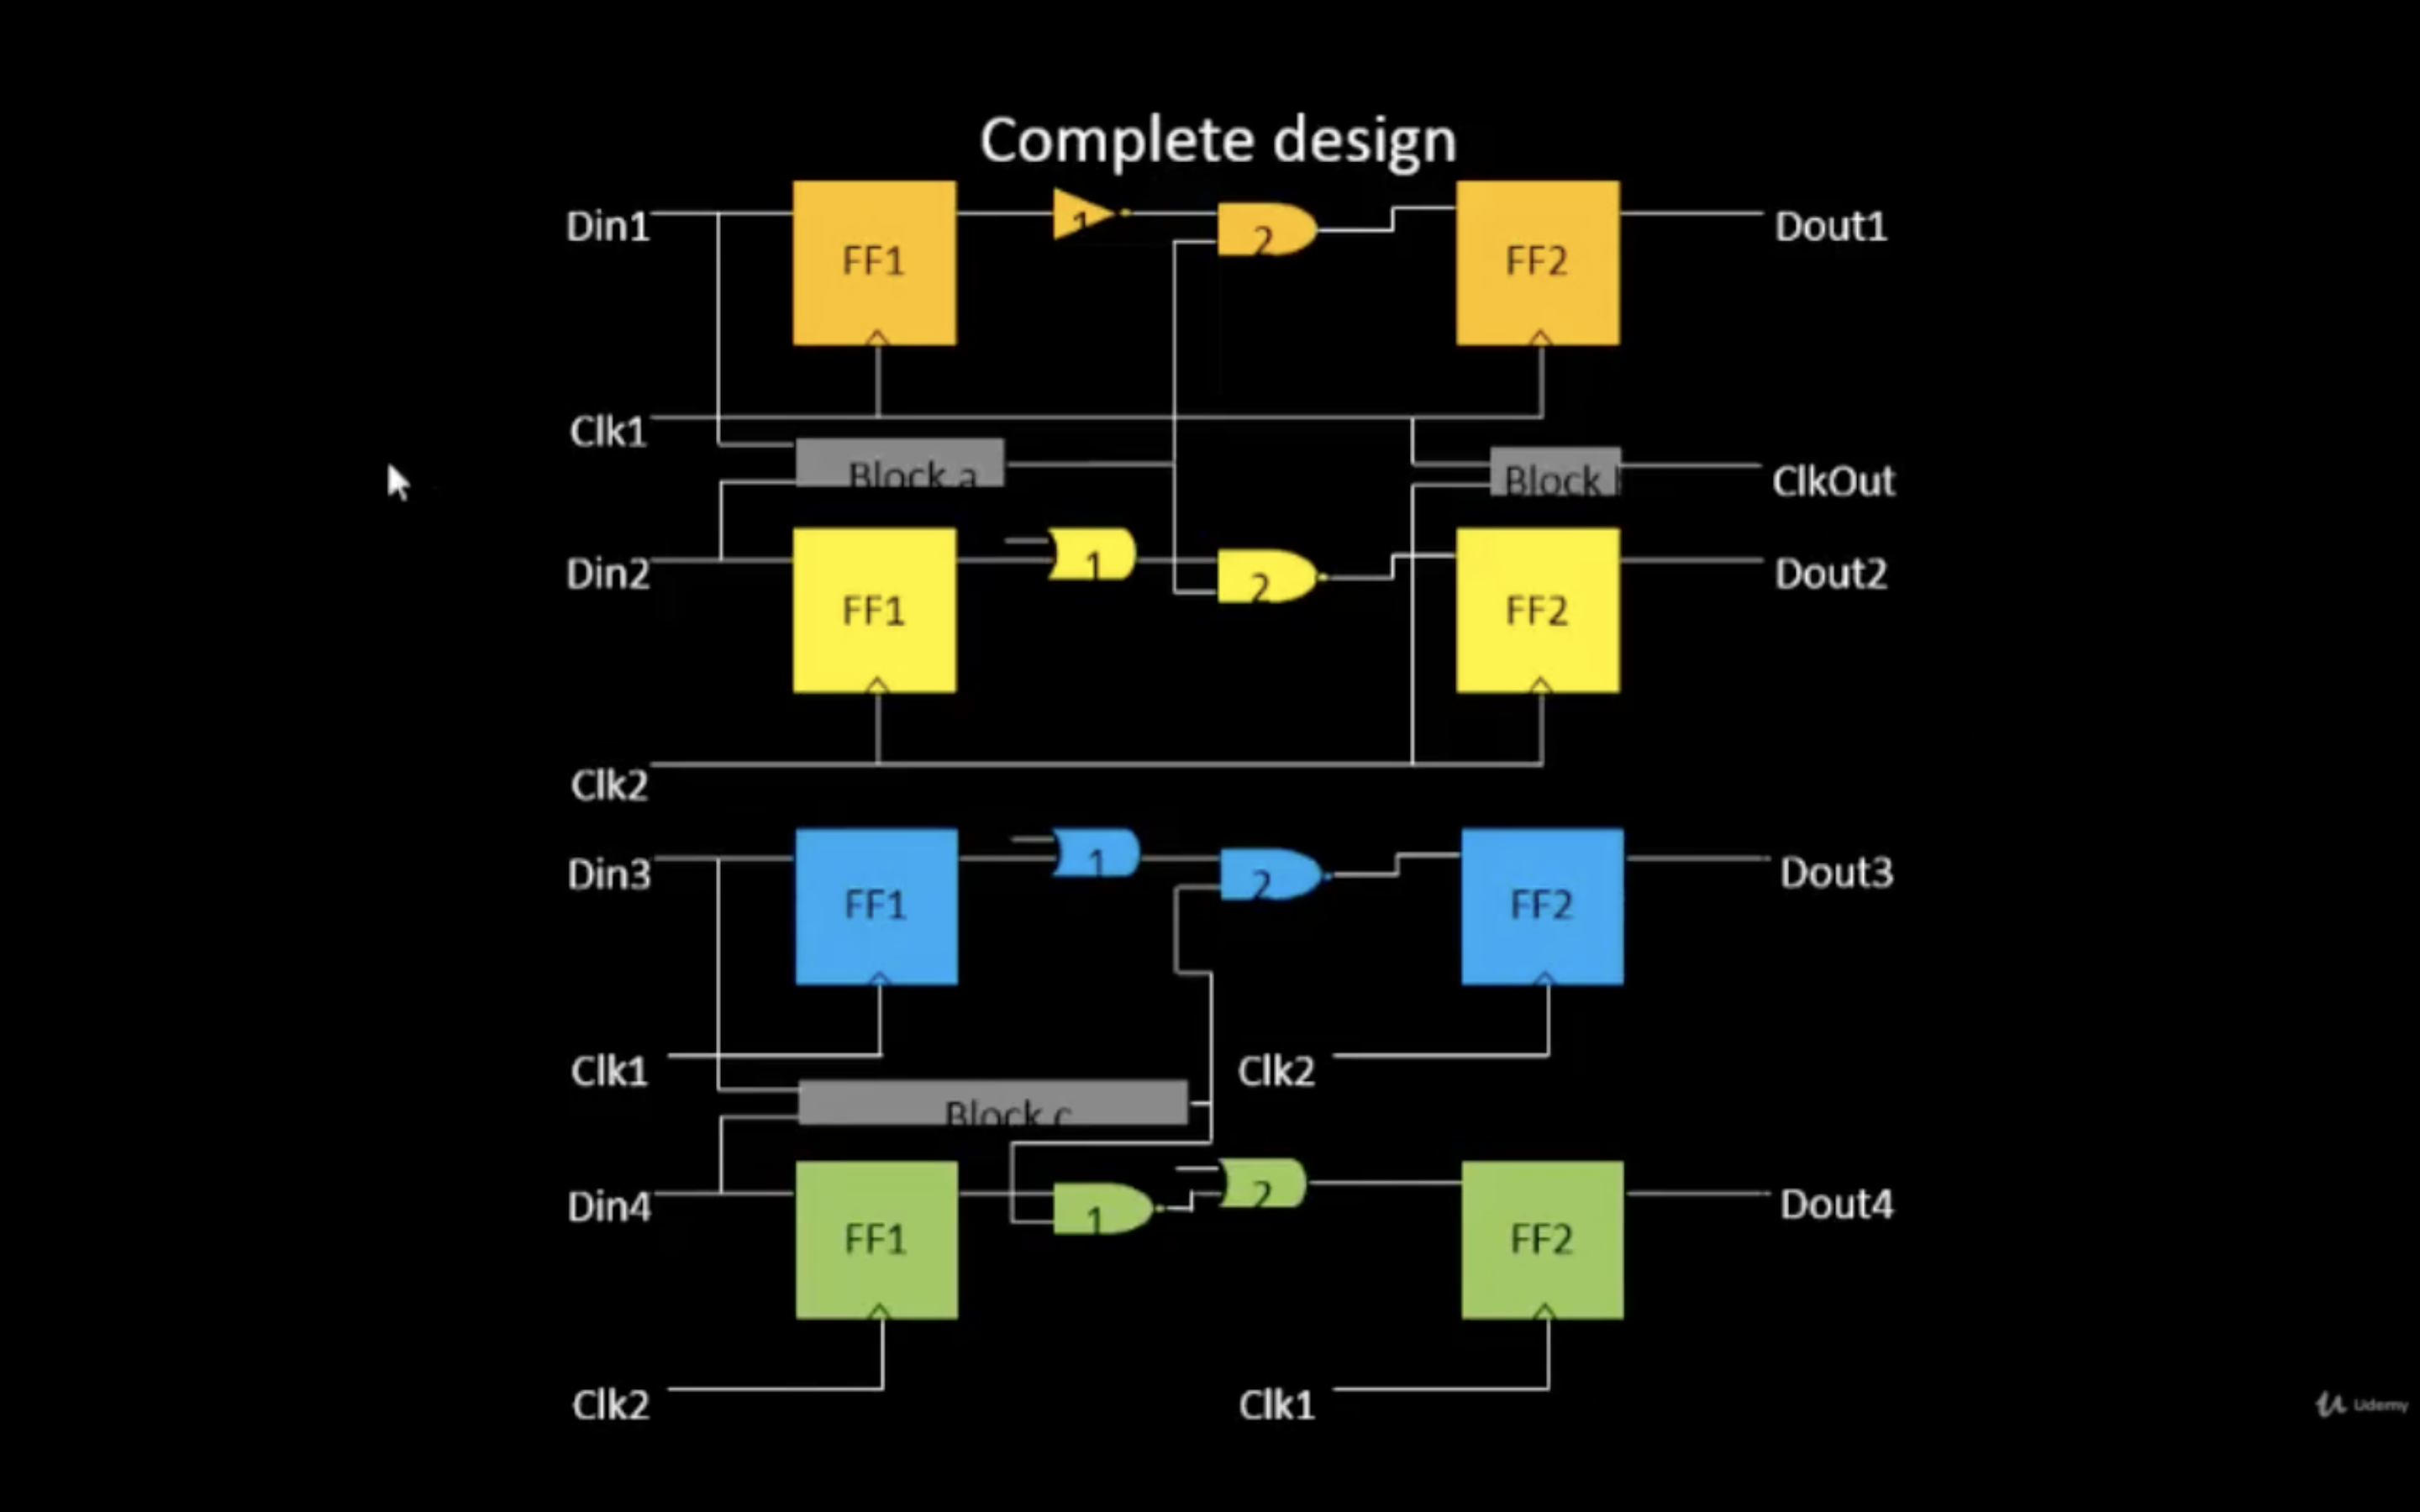 Complete design
Din1
FF1
1
2
FF2
Dout1
Clk1
Block a
Block
ClkOut
Din2
FF1
1
2
FF2
Dout2
Clk2
Din3
FF1
1
2
FF2
Dout3
Clk1
Clk2
Block c
Din4
FF1
1
2
FF2
Dout4
Clk2
Clk1
Udemy